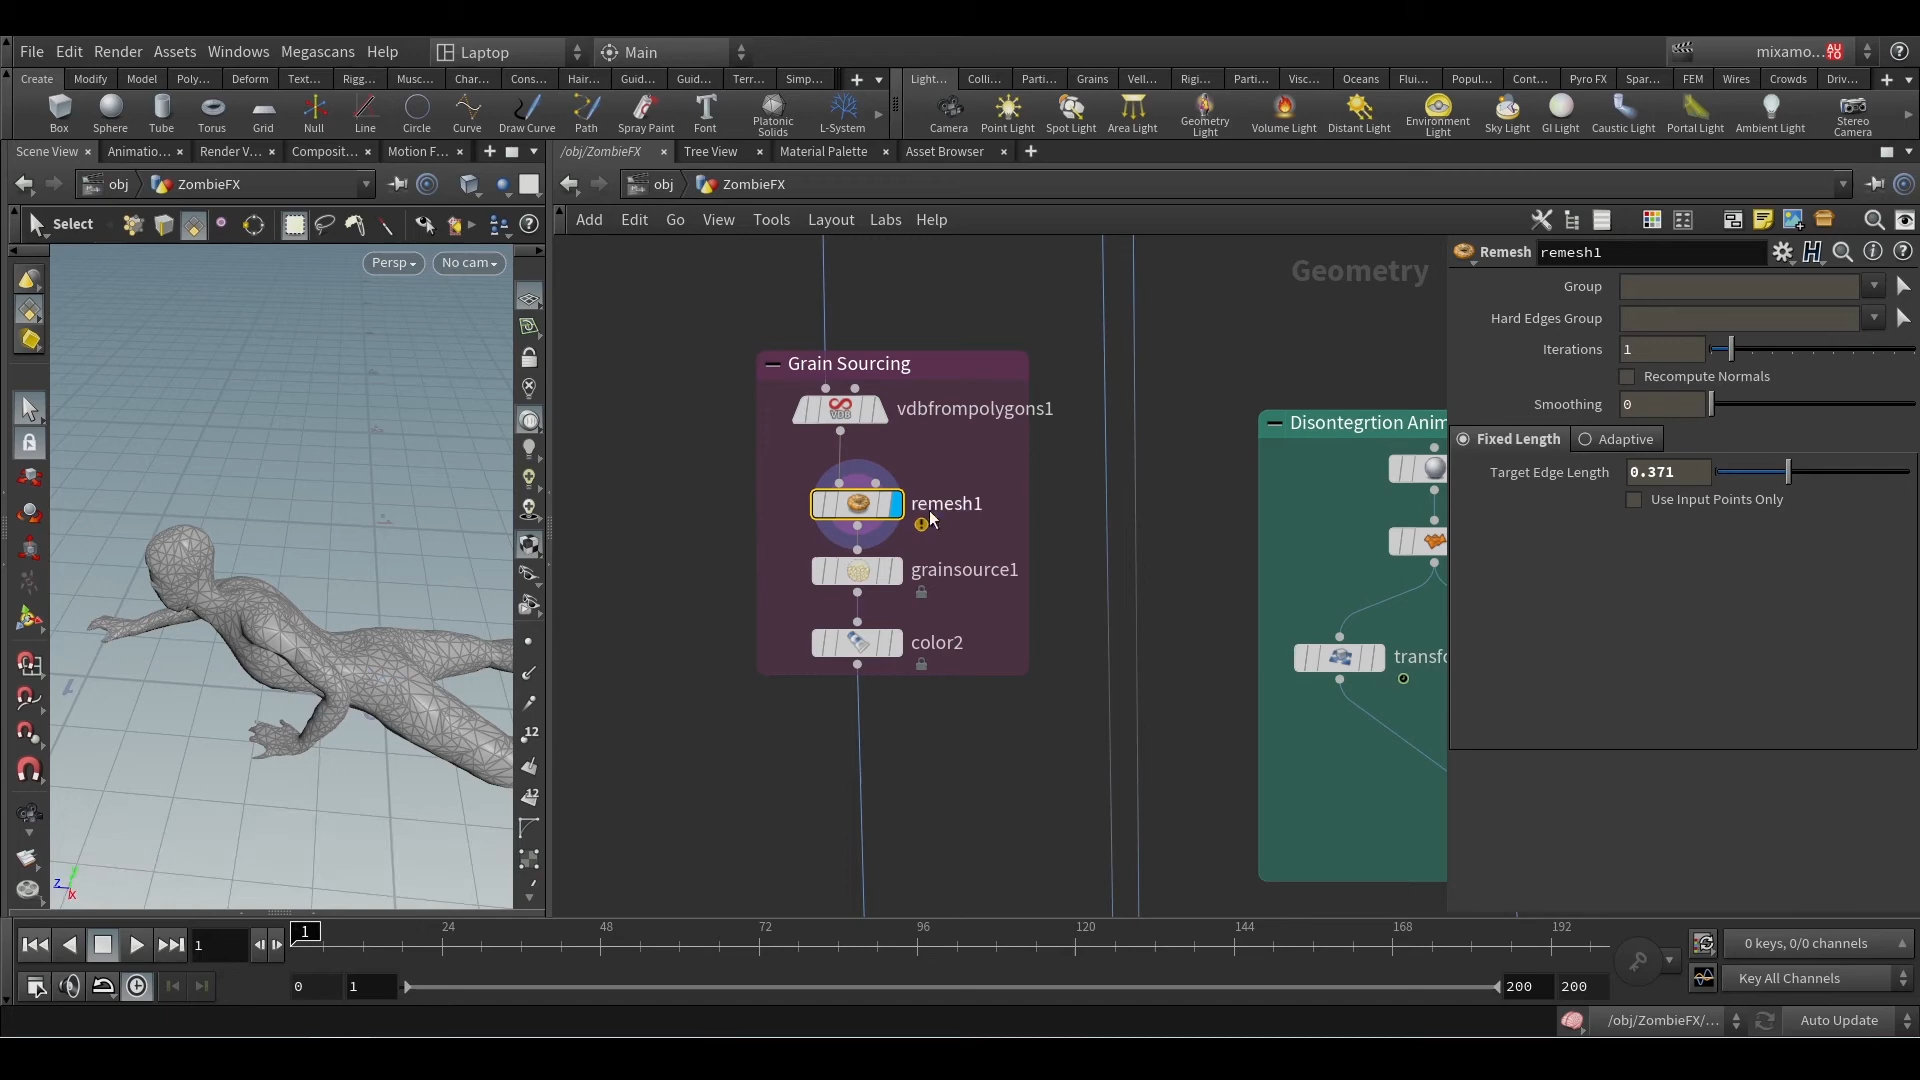 File Edit Render Assets Windows Megascans Help Laptop Main mixamo... AUTO
Create Modify Model Poly... Deform Text... Rigg... Musc... Char... Cons... Hair... Guid... Guid... Terr... Simp... Light... Colli... Parti... Grains Vell... Rigi... Parti... Visc... Oceans Flui... Popul... Cont... Pyro FX Spar... FEM Wires Crowds Driv...
Box Sphere Tube Torus Grid Null Line Circle Curve Draw Curve Path Spray Paint Font Platonic Solids L-System Camera Point Light Spot Light Area Light Geometry Light Volume Light Distant Light Environment Light Sky Light GI Light Caustic Light Portal Light Ambient Light Stereo Camera
Scene View Animatio... Render V... Composit... Motion F... /obj/ZombieFX Tree View Material Palette Asset Browser
obj ZombieFX obj ZombieFX
Select Add Edit Go View Tools Layout Labs Help
Persp No cam
Geometry
Remesh remesh1
Group
Hard Edges Group
Iterations 1
Recompute Normals
Smoothing 0
Fixed Length Adaptive
Target Edge Length 0.371
Use Input Points Only
Grain Sourcing
VDB vdbfrompolygons1
remesh1
grainsource1
color2
Disontegrtion Anim
transfo
12
12
Z X
1 1 24 48 72 96 120 144 168 192 0 keys, 0/0 channels
0 1 200 200 Key All Channels
/obj/ZombieFX/... Auto Update